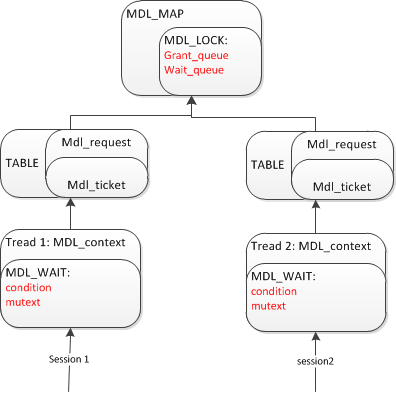 MDL_MAP
MDL_LOCK:
Grant_queue
Wait_queue
TABLE
Mdl_request
Mdl_ticket
TABLE
Mdl_request
Mdl_ticket
Tread 1: MDL_context
MDL_WAIT:
condition
mutext
Tread 2: MDL_context
MDL_WAIT:
condition
mutext
Session 1
session2